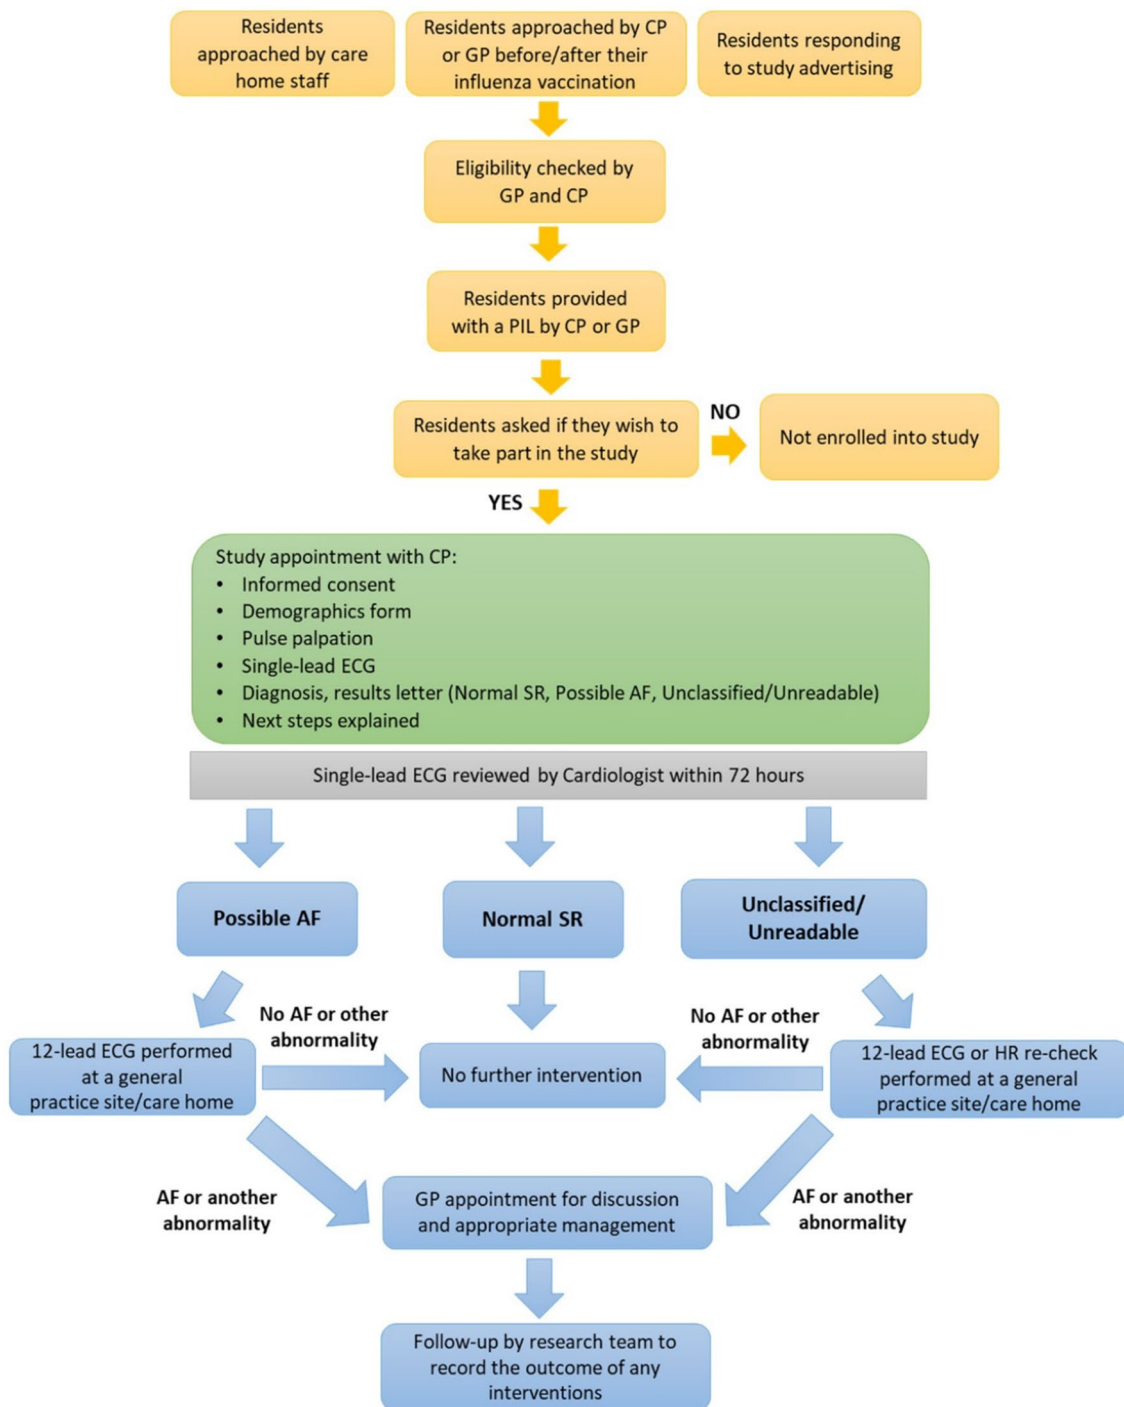 Residents
approached by care
home staff
Residents approached by CP
or GP before/after their
influenza vaccination
Residents responding
to study advertising
Eligibility checked by
GP and CP
Residents provided
with a PIL by CP or GP
Residents asked if they wish to
take part in the study
NO
Not enrolled into study
YES
Study appointment with CP:
• Informed consent
• Demographics form
• Pulse palpation
• Single-lead ECG
• Diagnosis, results letter (Normal SR, Possible AF, Unclassified/Unreadable)
• Next steps explained
Single-lead ECG reviewed by Cardiologist within 72 hours
Possible AF
Normal SR
Unclassified/
Unreadable
No AF or other
abnormality
No AF or other
abnormality
12-lead ECG performed
at a general
practice site/care home
No further intervention
12-lead ECG or HR re-check
performed at a general
practice site/care home
AF or another
abnormality
GP appointment for discussion
and appropriate management
AF or another
abnormality
Follow-up by research team to
record the outcome of any
interventions